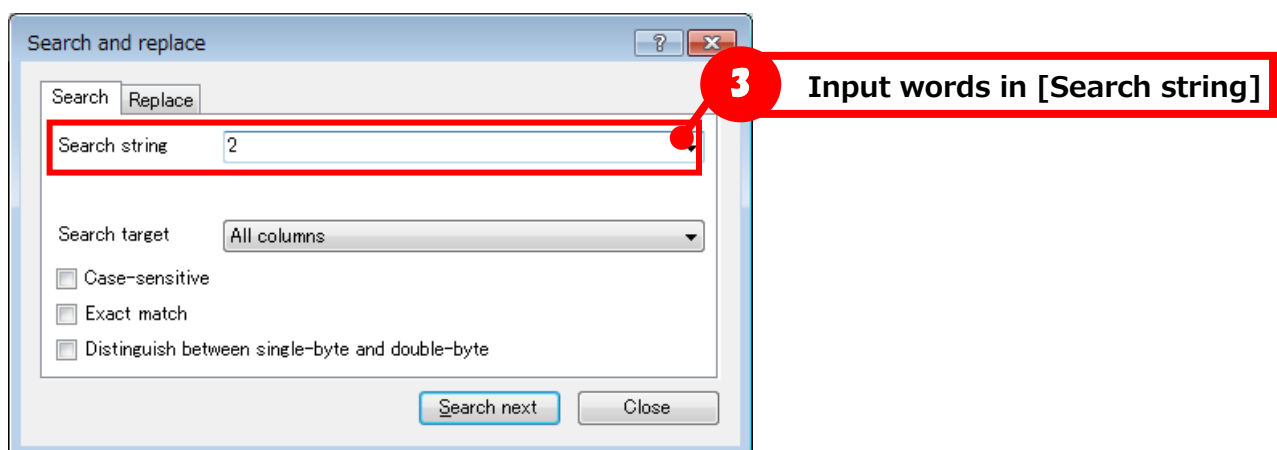 Search and replace
?
3 Input words in [Search string]
Search Replace
Search string 2
Search target All columns
Case-sensitive
Exact match
Distinguish between single-byte and double-byte
Search next Close